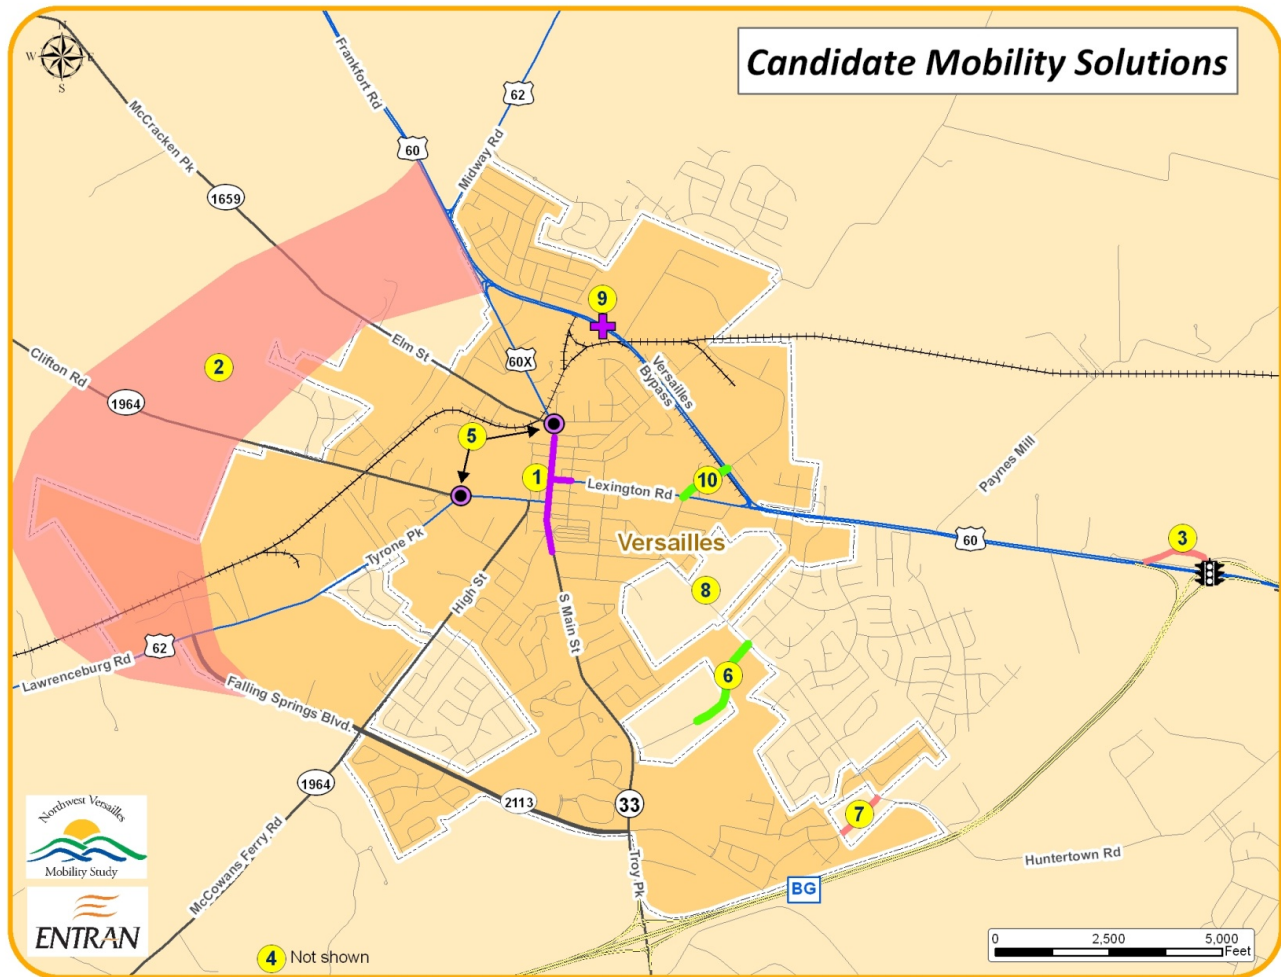 Candidate Mobility Solutions
N
W
E
S
Frankfort Rd
62
McCracken Pk
60
Midway Rd
1659
9
Elm St
60X
Versailles
Bypass
2
Clifton Rd
1964
5
1
Lexington Rd
10
Paynes Mill
Versailles
60
3
Tyrone Pk
High St
8
S Main St
62
Lawrenceburg Rd
6
Falling Springs Blvd.
1964
2113
33
7
Northwest Versailles
Mobility Study
Troy Pk
Huntertown Rd
McCowans Ferry Rd
BG
ENTRAN
4 Not shown
0 2,500 5,000
Feet